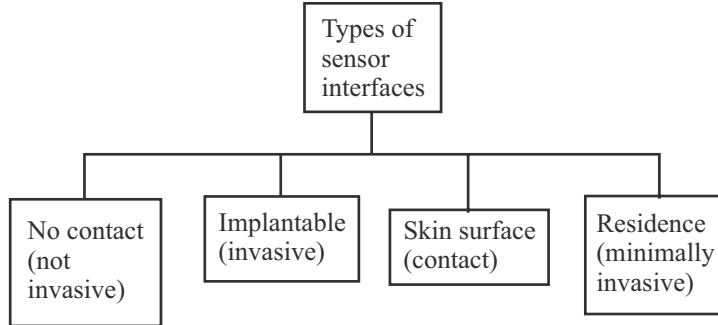 Types of
sensor
interfaces
No contact
(not
invasive)
Implantable
(invasive)
Skin surface
(contact)
Residence
(minimally
invasive)